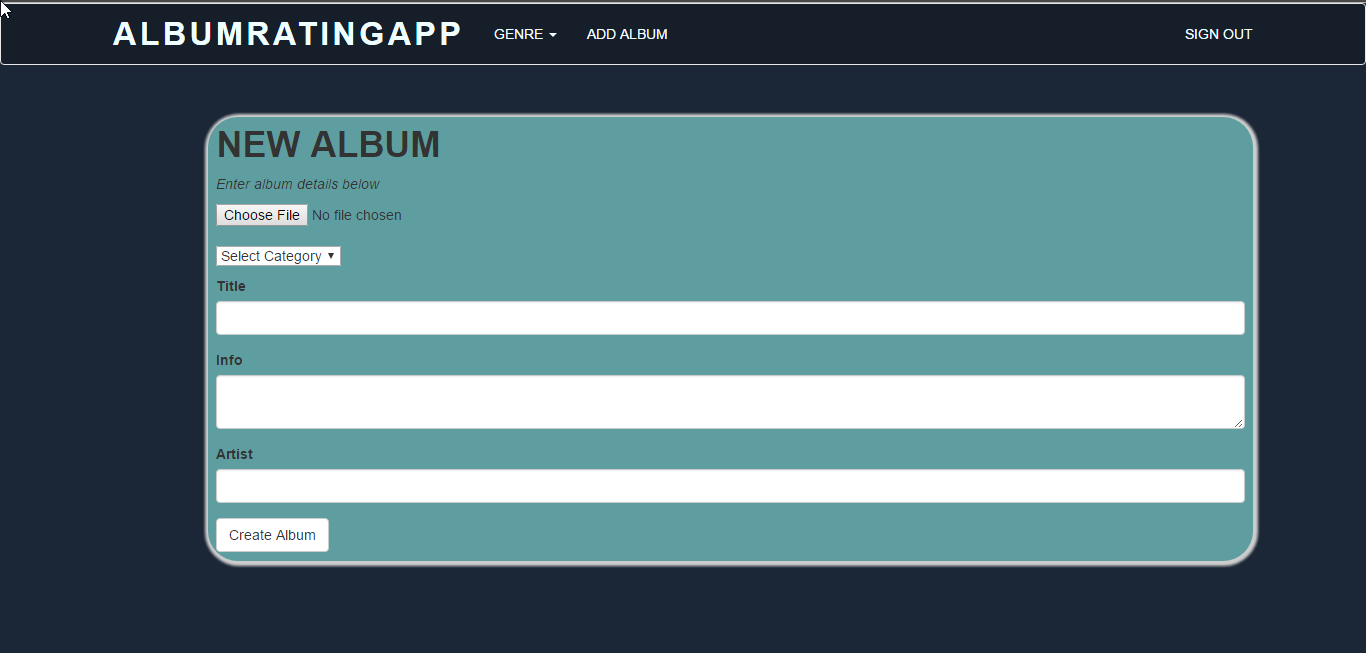 ALBUMRATINGAPP GENRE ADD ALBUM SIGN OUT
NEW ALBUM
Enter album details below
Choose File No file chosen
Select Category
Title
Info
Artist
Create Album